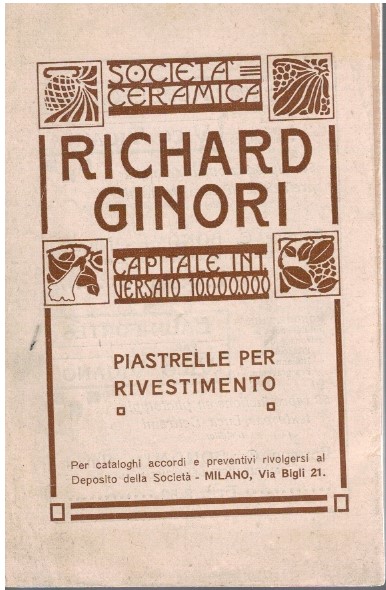 SOCIETA'
CERAMICA
RICHARD
GINORI
CAPITALE INT.
VERSATO 10.000.000
PIASTRELLE PER
RIVESTIMENTO
Per cataloghi accordi e preventivi rivolgersi al
Deposito della Società - MILANO, Via Bigli 21.